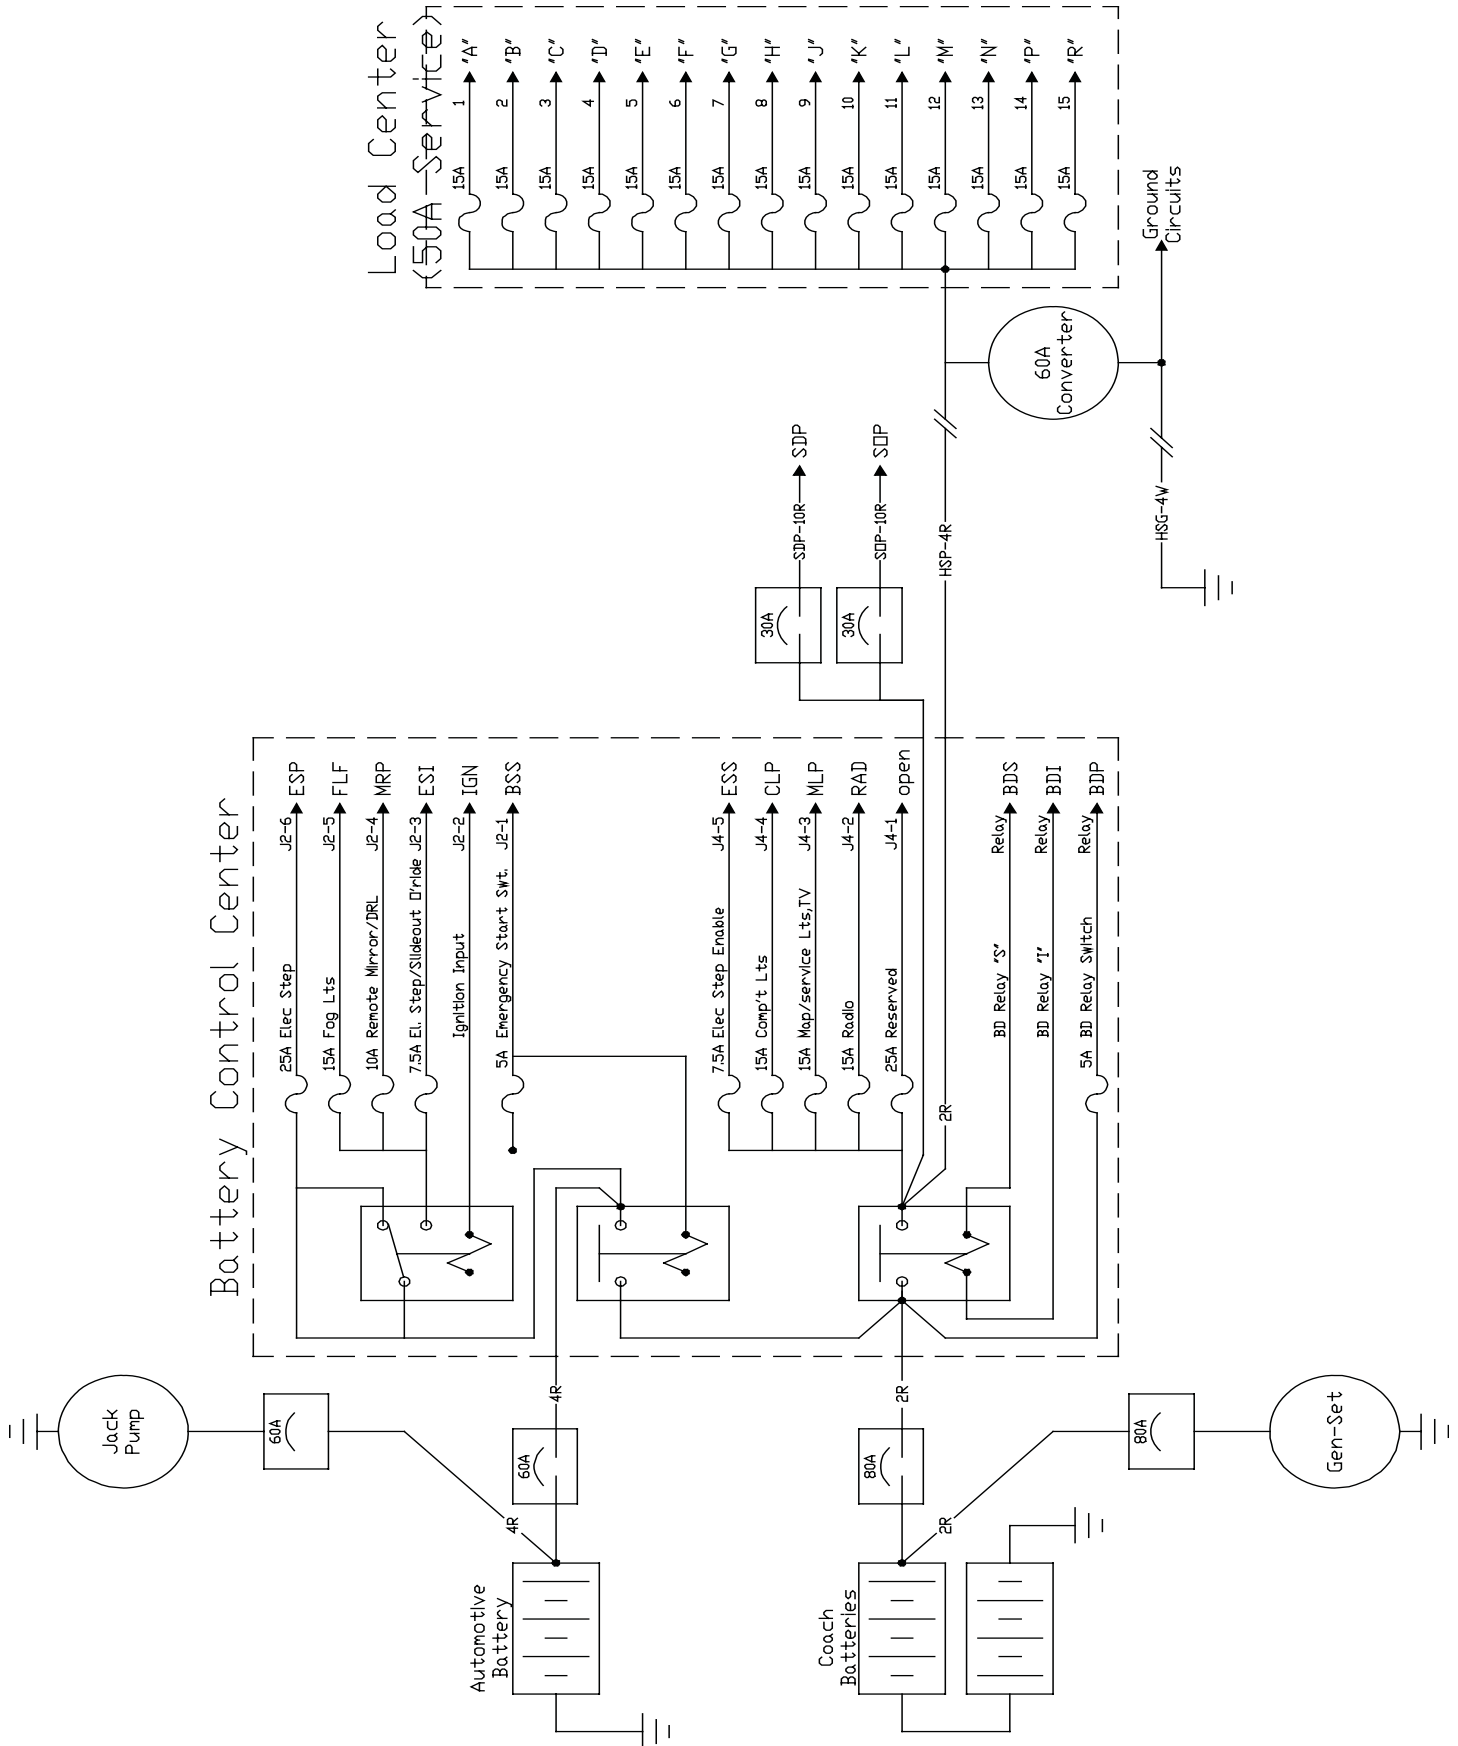 Load Center
(50A Service)
15A 1 "A"
15A 2 "B"
15A 3 "C"
15A 4 "D"
15A 5 "E"
15A 6 "F"
15A 7 "G"
15A 8 "H"
15A 9 "J"
15A 10 "K"
15A 11 "L"
15A 12 "M"
15A 13 "N"
15A 14 "P"
15A 15 "R"
Ground
Circuits
60A
Converter
HSG-4W
HSP-4R
30A
SDP-10R
SDP
30A
SOP-10R
SOP
Battery Control Center
25A Elec Step J2-6 ESP
15A Fog Lts J2-5 FLF
10A Remote Mirror/DRL J2-4 MRP
7.5A El. Step/Slideout O'ride J2-3 ESI
Ignition Input J2-2 IGN
5A Emergency Start Swt. J2-1 BSS
7.5A Elec Step Enable J4-5 ESS
15A Comp't Lts J4-4 CLP
15A Map/service Lts,TV J4-3 MLP
15A Radio J4-2 RAD
25A Reserved J4-1 open
2R
BD Relay "S" Relay BDS
BD Relay "I" Relay BDI
5A BD Relay Switch Relay BDP
Jack
Pump
60A
4R
60A
4R
Automotive
Battery
2R
80A
2R
80A
Gen-Set
Coach
Batteries